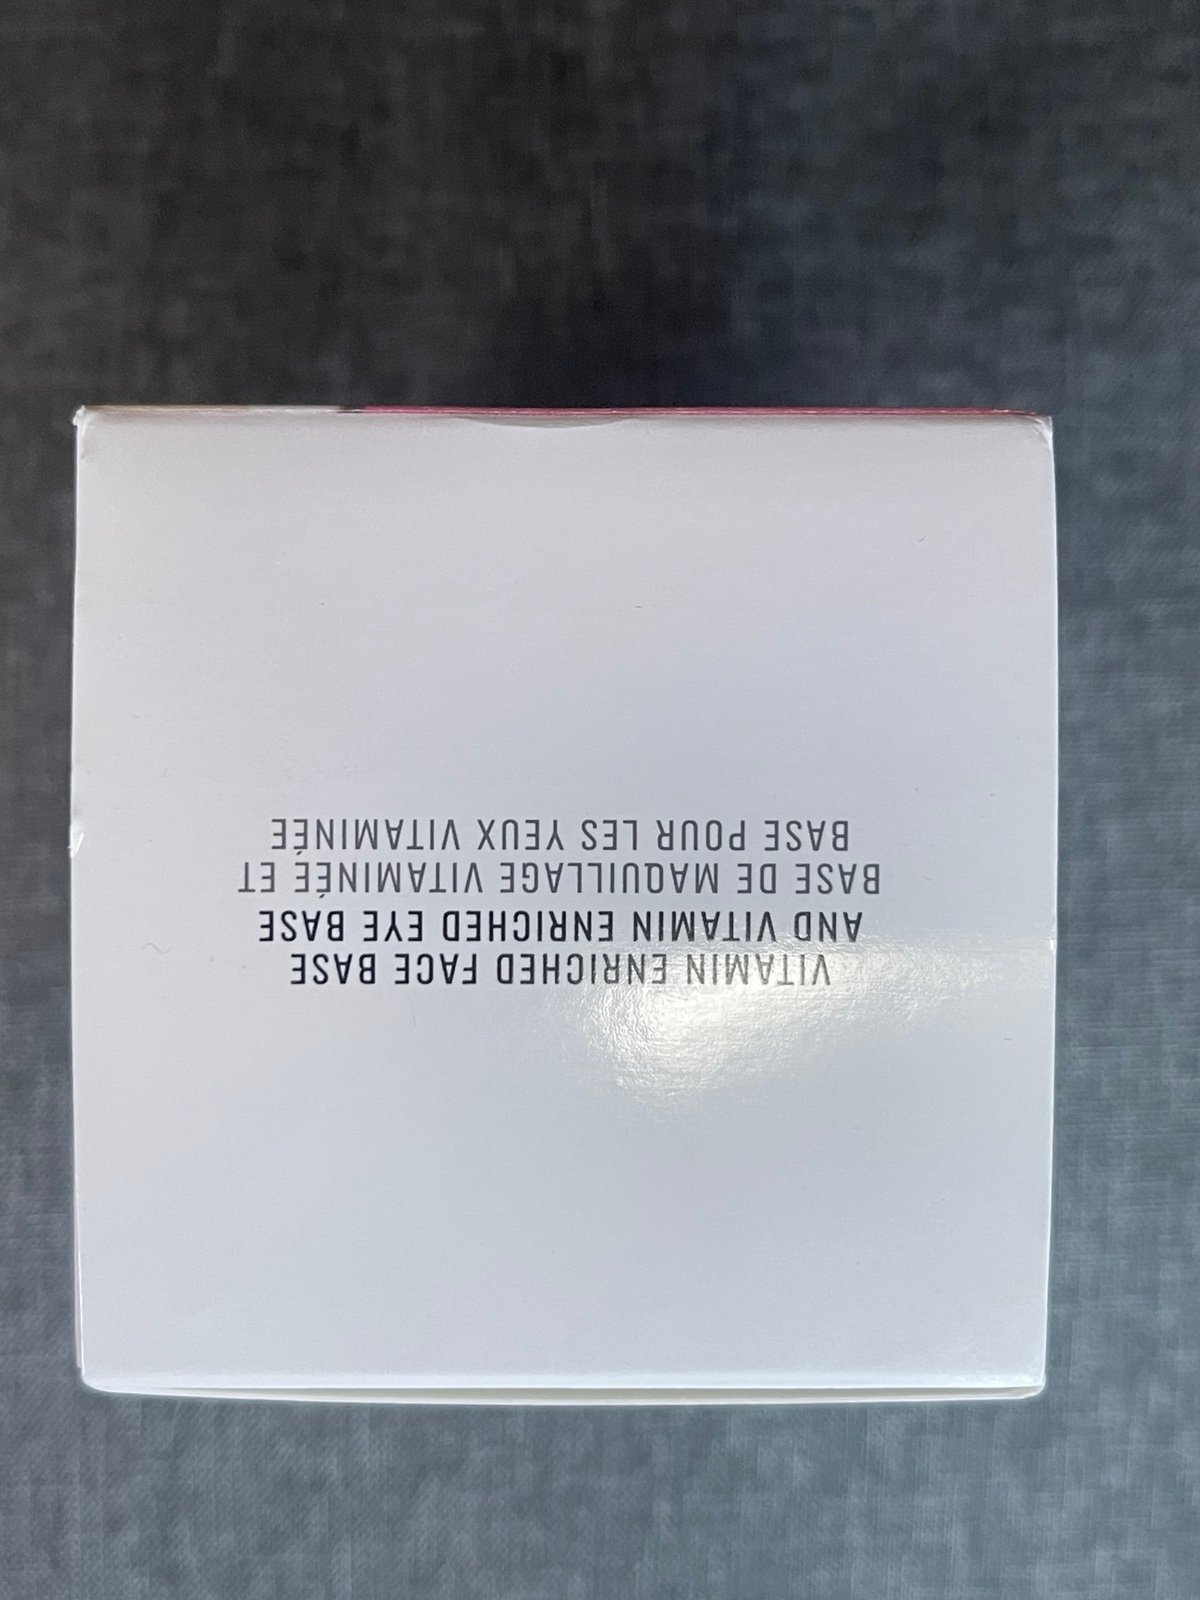 VITAMIN ENRICHED FACE BASE
AND VITAMIN ENRICHED EYE BASE
BASE DE MAQUILLAGE VITAMINÉE ET
BASE POUR LES YEUX VITAMINÉE